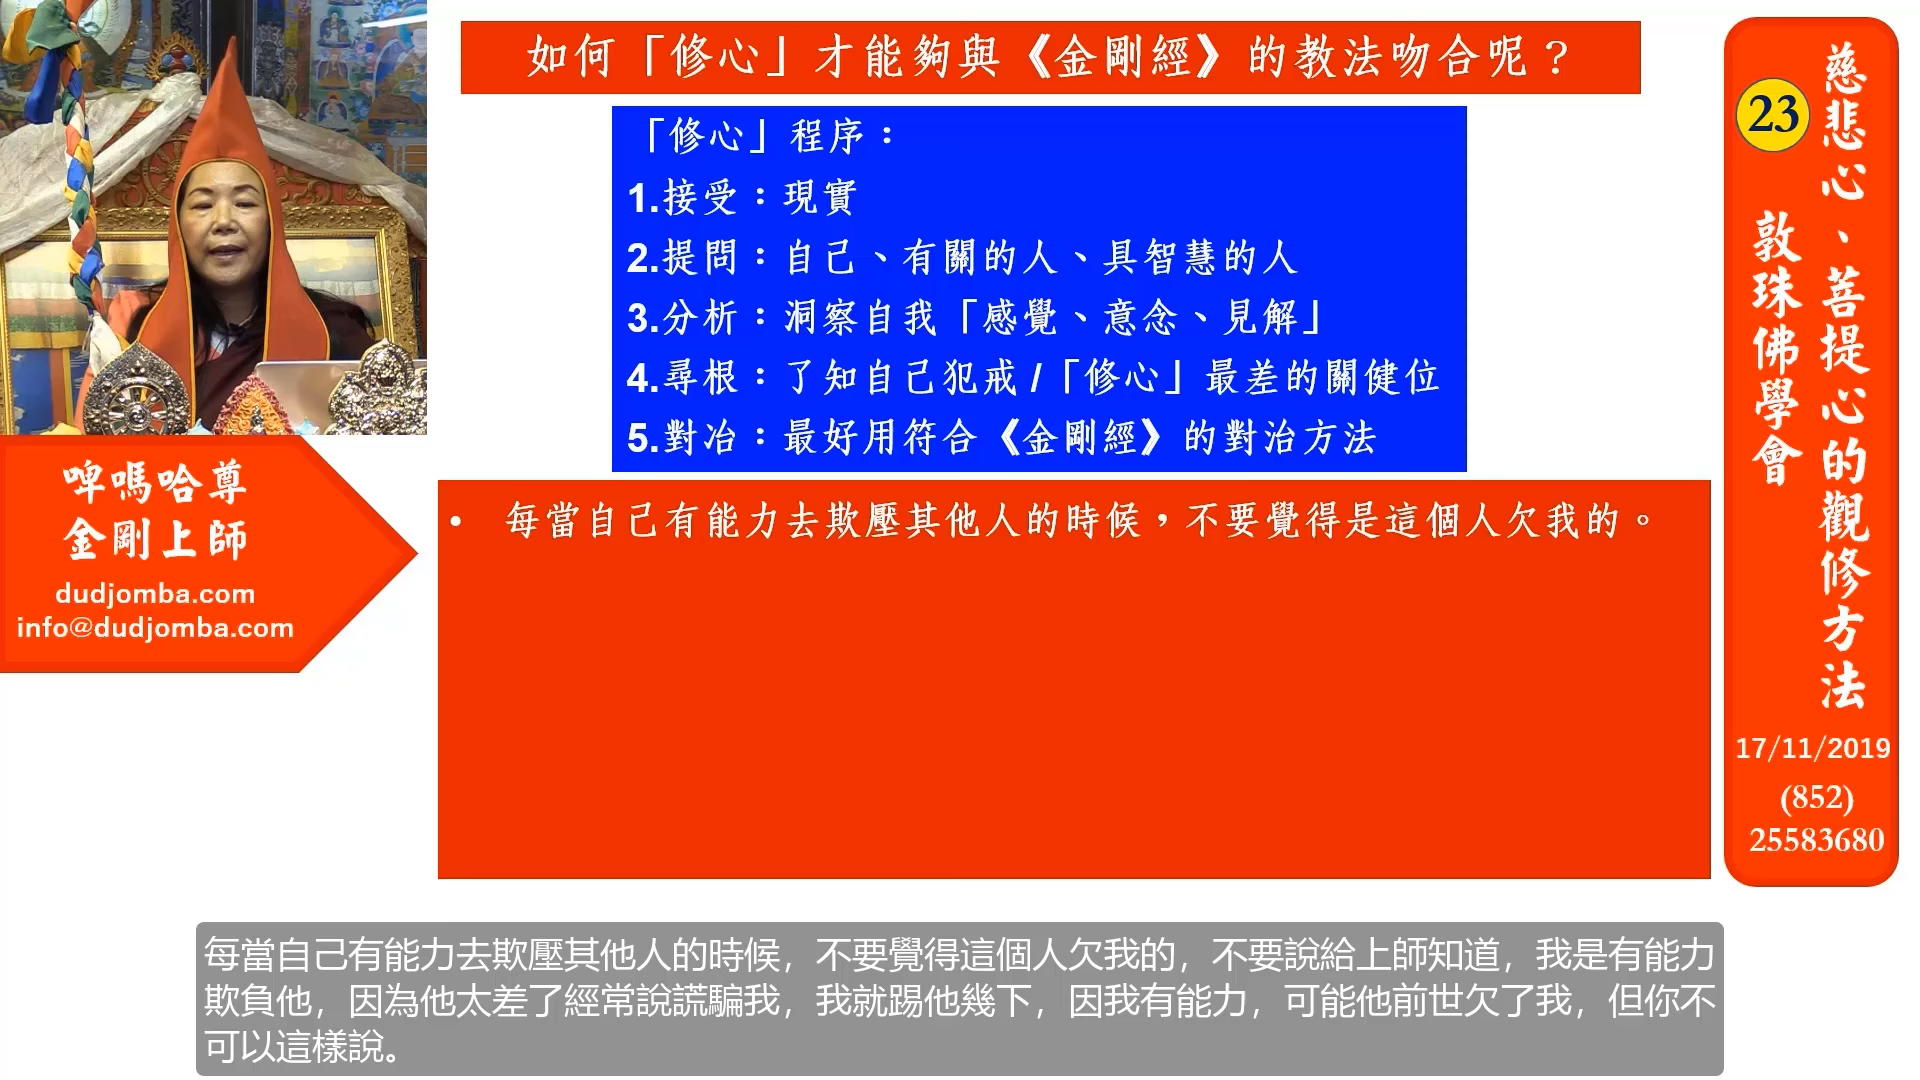 如何「修心」才能夠與《金剛經》的教法吻合呢？
「修心」程序：
1.接受：現實
2.提問：自己、有關的人、具智慧的人
3.分析：洞察自我「感覺、意念、見解」
4.尋根：了知自己犯戒/「修心」最差的關健位
5.對冶：最好用符合《金剛經》的對治方法
• 每當自己有能力去欺壓其他人的時候，不要覺得是這個人欠我的。
啤嗎哈尊
金剛上師
dudjomba.com
info@dudjomba.com
慈悲心、菩提心的觀修方法
23
敦珠佛學會
17/11/2019
(852)
25583680
每當自己有能力去欺壓其他人的時候，不要覺得這個人欠我的，不要說給上師知道，我是有能力
欺負他，因為他太差了經常說謊騙我，我就踢他幾下，因我有能力，可能他前世欠了我，但你不
可以這樣說。